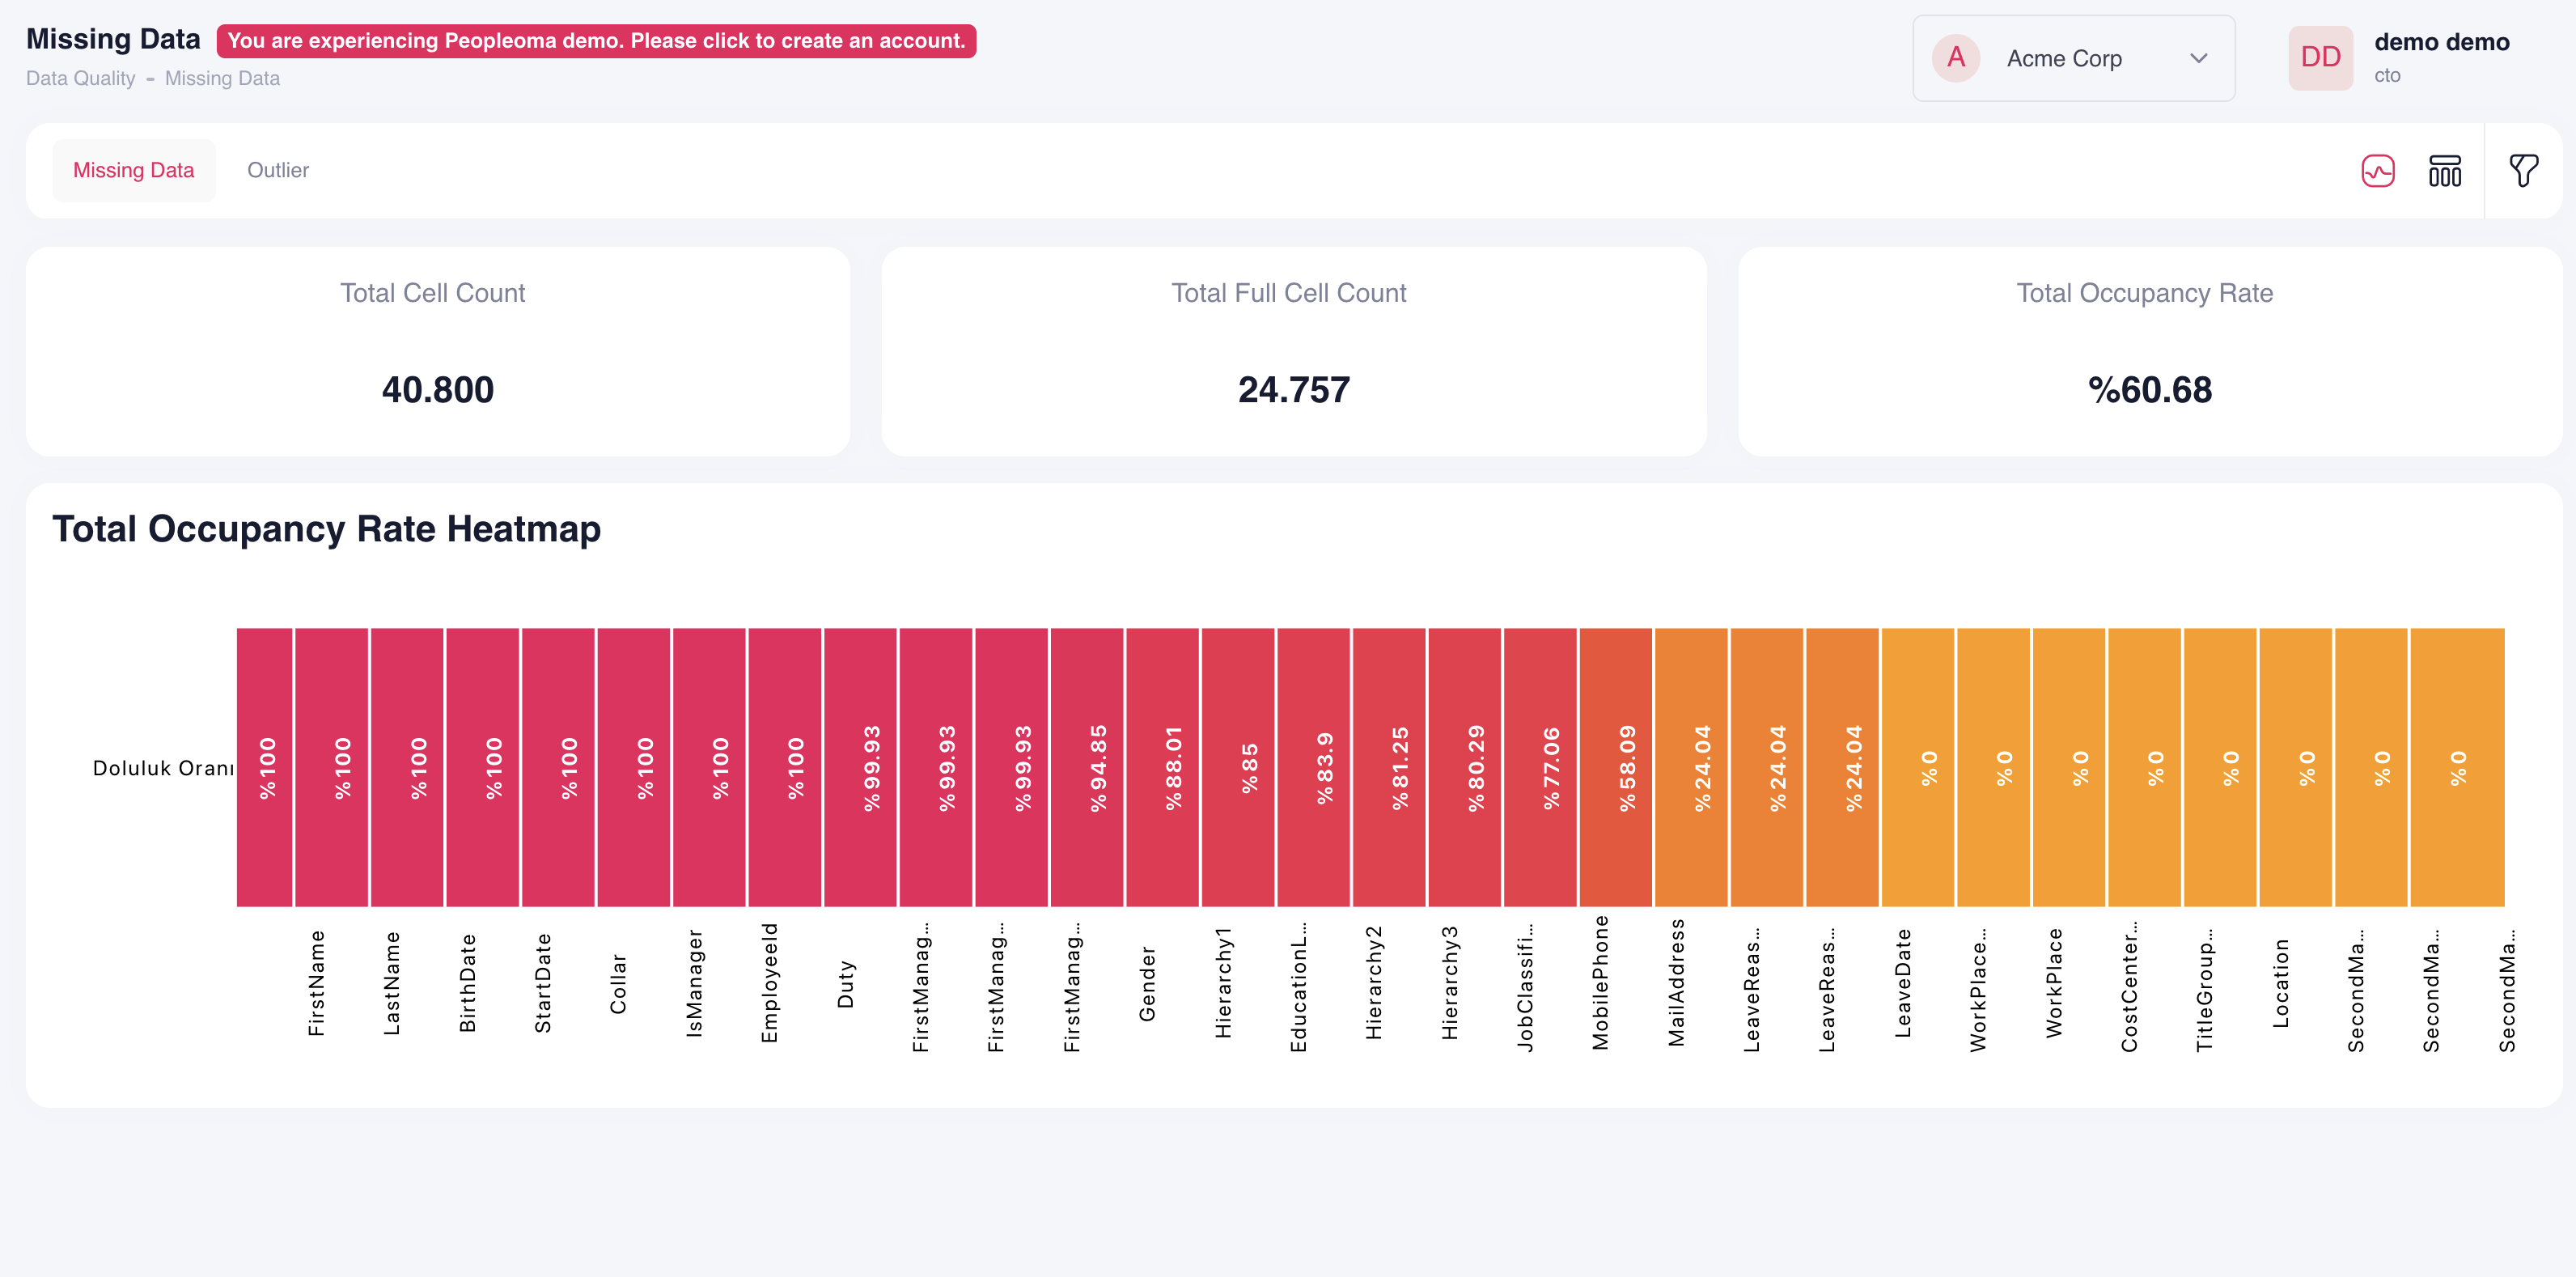 Missing Data
You are experiencing Peopleoma demo. Please click to create an account.
Data Quality - Missing Data
A
Acme Corp
DD
demo demo
cto
Missing Data
Outlier
Total Cell Count
40.800
Total Full Cell Count
24.757
Total Occupancy Rate
%60.68
Total Occupancy Rate Heatmap
Doluluk Oranı
%100
%100
%100
%100
%100
%100
%100
%100
%99.93
%99.93
%99.93
%94.85
%88.01
%85
%83.9
%81.25
%80.29
%77.06
%58.09
%24.04
%24.04
%24.04
%0
%0
%0
%0
%0
%0
%0
%0
FirstName
LastName
BirthDate
StartDate
Collar
IsManager
EmployeeId
Duty
FirstManag...
FirstManag...
FirstManag...
Gender
Hierarchy1
EducationL...
Hierarchy2
Hierarchy3
JobClassifi...
MobilePhone
MailAddress
LeaveReas...
LeaveReas...
LeaveDate
WorkPlace...
WorkPlace
CostCenter...
TitleGroup...
Location
SecondMa...
SecondMa...
SecondMa...